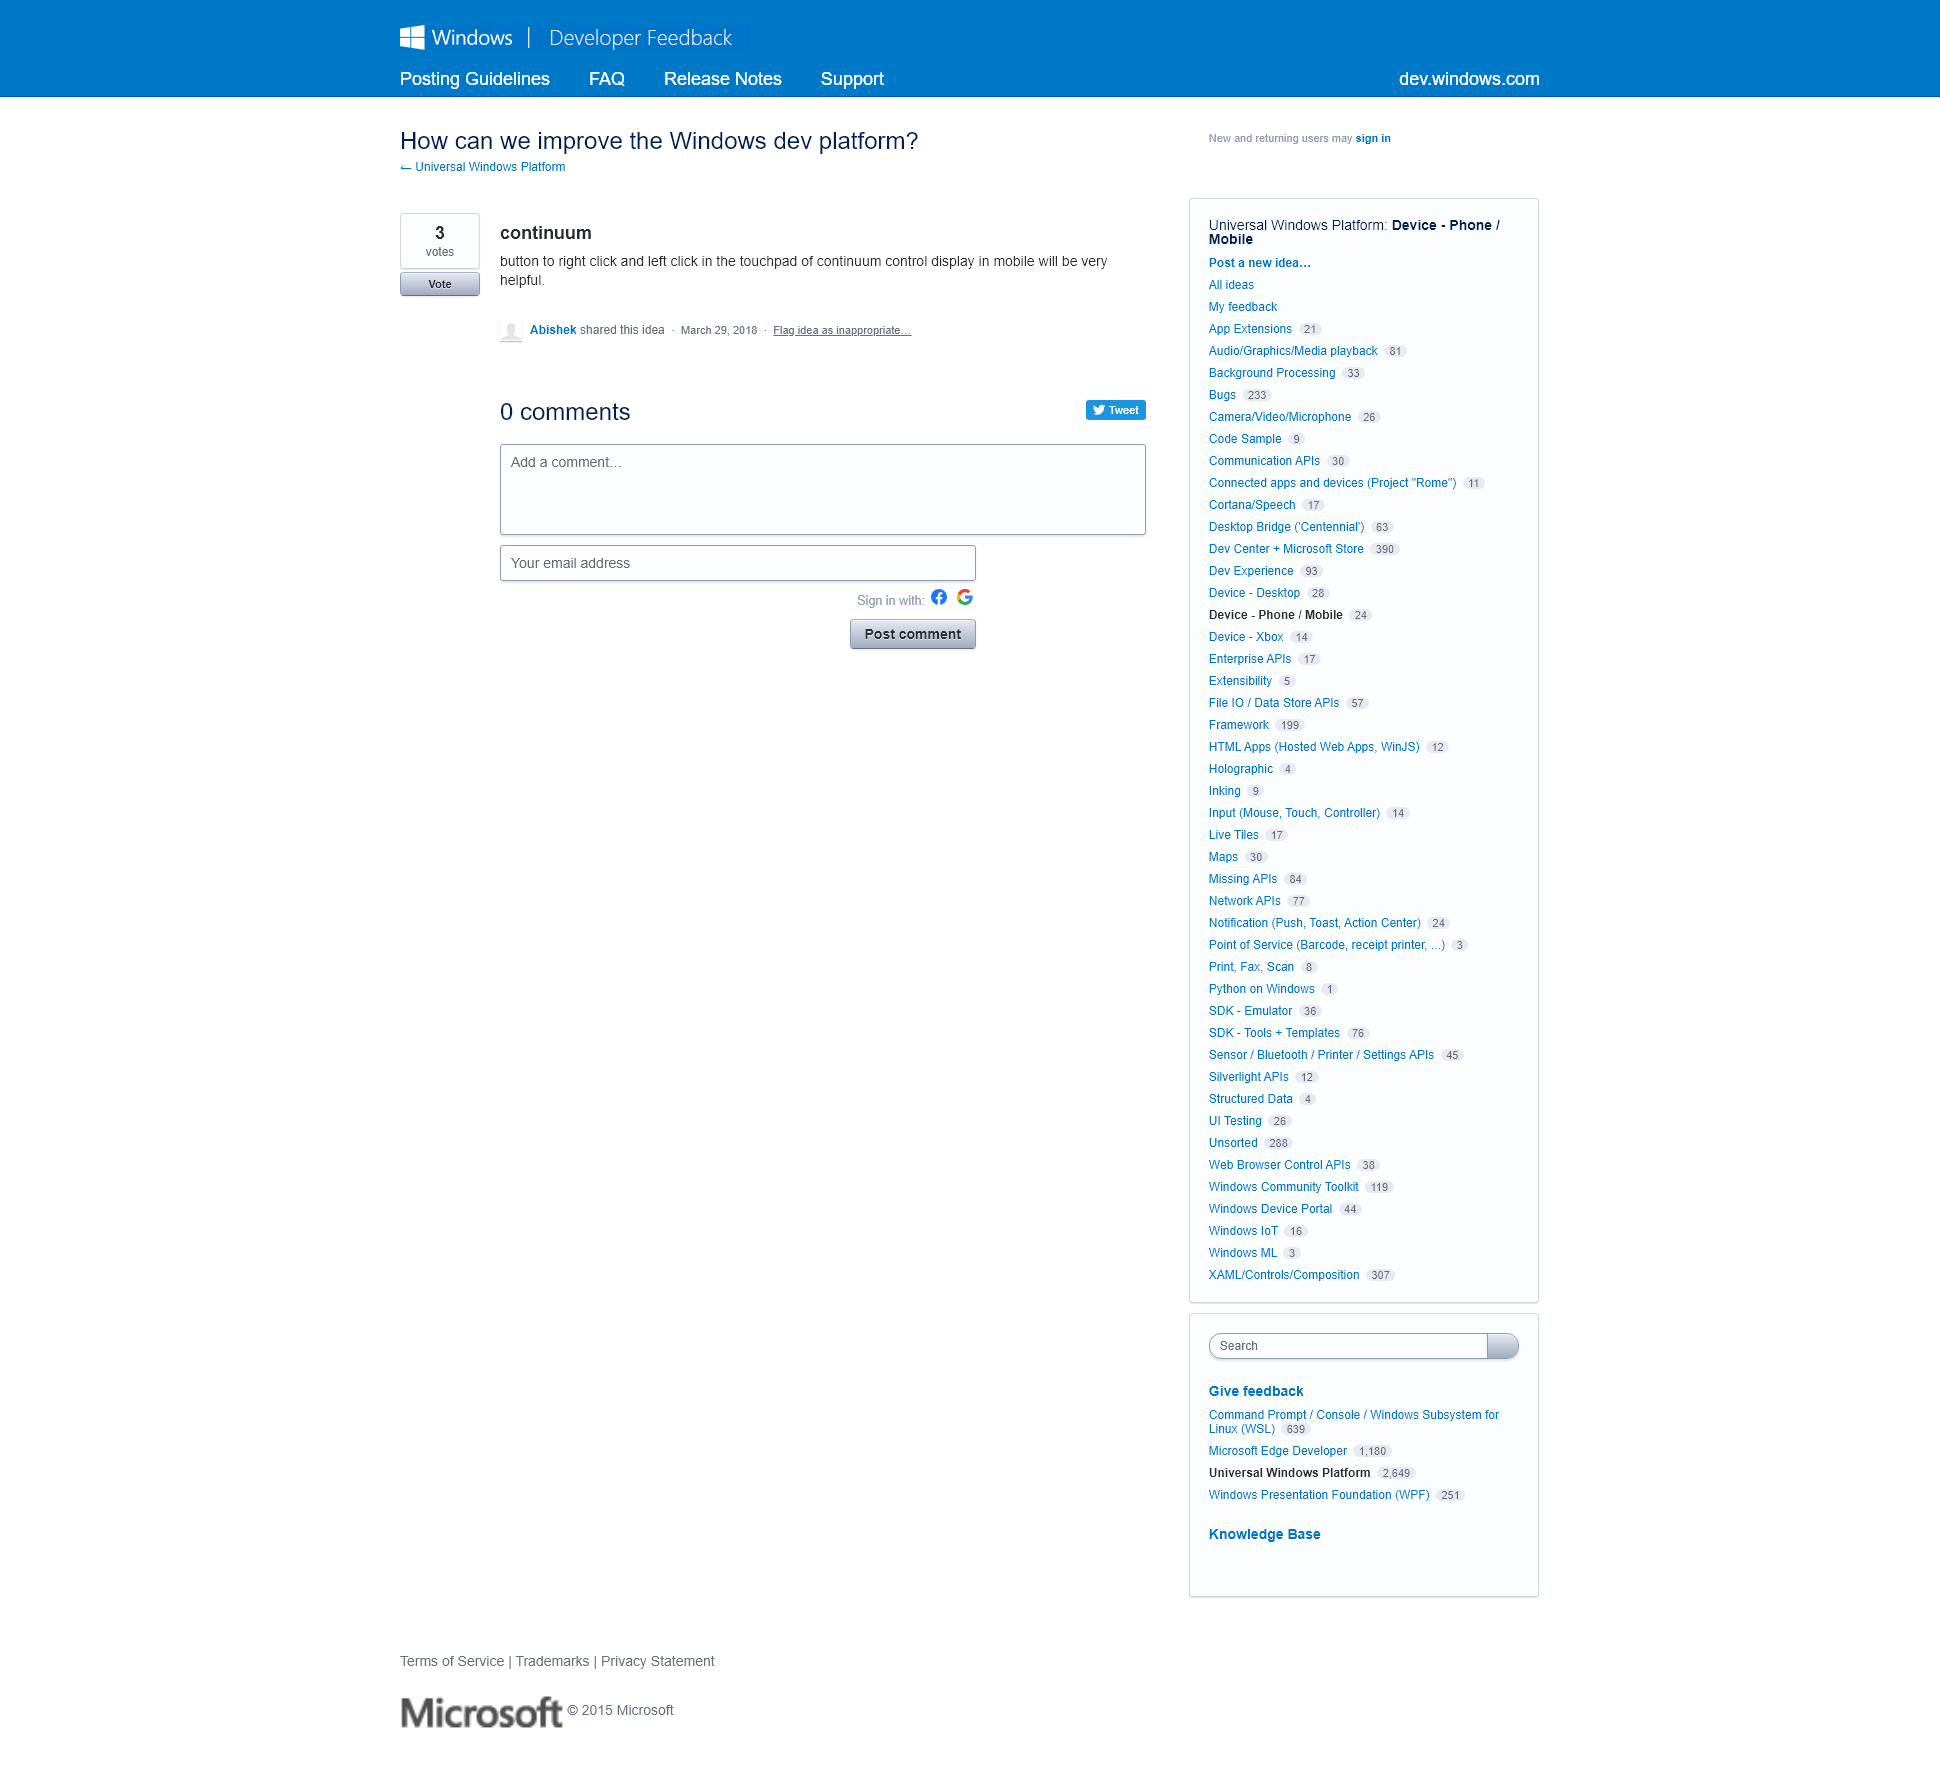 Windows | Developer Feedback
Posting Guidelines FAQ Release Notes Support dev.windows.com
How can we improve the Windows dev platform?
← Universal Windows Platform
New and returning users may sign in
3
votes
Vote
continuum
button to right click and left click in the touchpad of continuum control display in mobile will be very
helpful.
Abishek shared this idea · March 29, 2018 · Flag idea as inappropriate…
0 comments
Tweet
Add a comment…
Your email address
Sign in with:
Post comment
Universal Windows Platform: Device - Phone /
Mobile
Post a new idea…
All ideas
My feedback
App Extensions 21
Audio/Graphics/Media playback 81
Background Processing 33
Bugs 233
Camera/Video/Microphone 26
Code Sample 9
Communication APIs 30
Connected apps and devices (Project "Rome") 11
Cortana/Speech 17
Desktop Bridge ('Centennial') 63
Dev Center + Microsoft Store 390
Dev Experience 93
Device - Desktop 28
Device - Phone / Mobile 24
Device - Xbox 14
Enterprise APIs 17
Extensibility 5
File IO / Data Store APIs 57
Framework 199
HTML Apps (Hosted Web Apps, WinJS) 12
Holographic 4
Inking 9
Input (Mouse, Touch, Controller) 14
Live Tiles 17
Maps 30
Missing APIs 84
Network APIs 77
Notification (Push, Toast, Action Center) 24
Point of Service (Barcode, receipt printer, ...) 3
Print, Fax, Scan 8
Python on Windows 1
SDK - Emulator 36
SDK - Tools + Templates 76
Sensor / Bluetooth / Printer / Settings APIs 45
Silverlight APIs 12
Structured Data 4
UI Testing 26
Unsorted 288
Web Browser Control APIs 38
Windows Community Toolkit 119
Windows Device Portal 44
Windows IoT 16
Windows ML 3
XAML/Controls/Composition 307
Search
Give feedback
Command Prompt / Console / Windows Subsystem for
Linux (WSL) 639
Microsoft Edge Developer 1,180
Universal Windows Platform 2,649
Windows Presentation Foundation (WPF) 251
Knowledge Base
Terms of Service | Trademarks | Privacy Statement
Microsoft © 2015 Microsoft